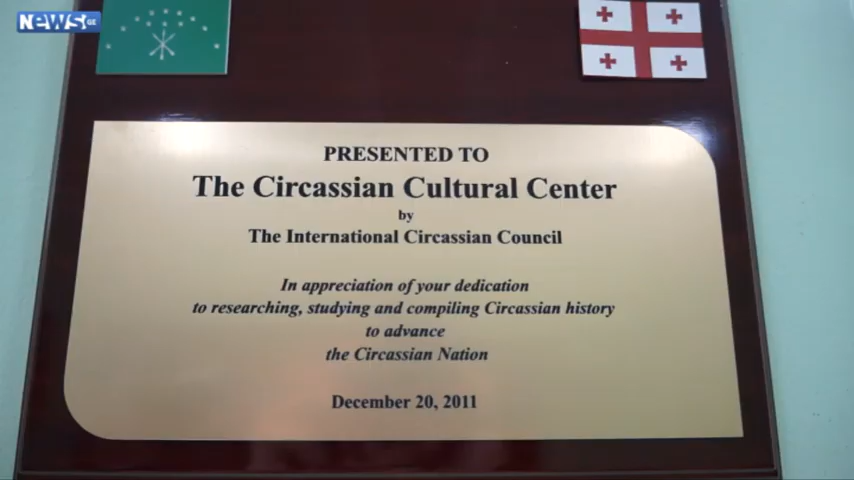 NEWS.GE
PRESENTED TO
The Circassian Cultural Center
by
The International Circassian Council
In appreciation of your dedication
to researching, studying and compiling Circassian history
to advance
the Circassian Nation
December 20, 2011